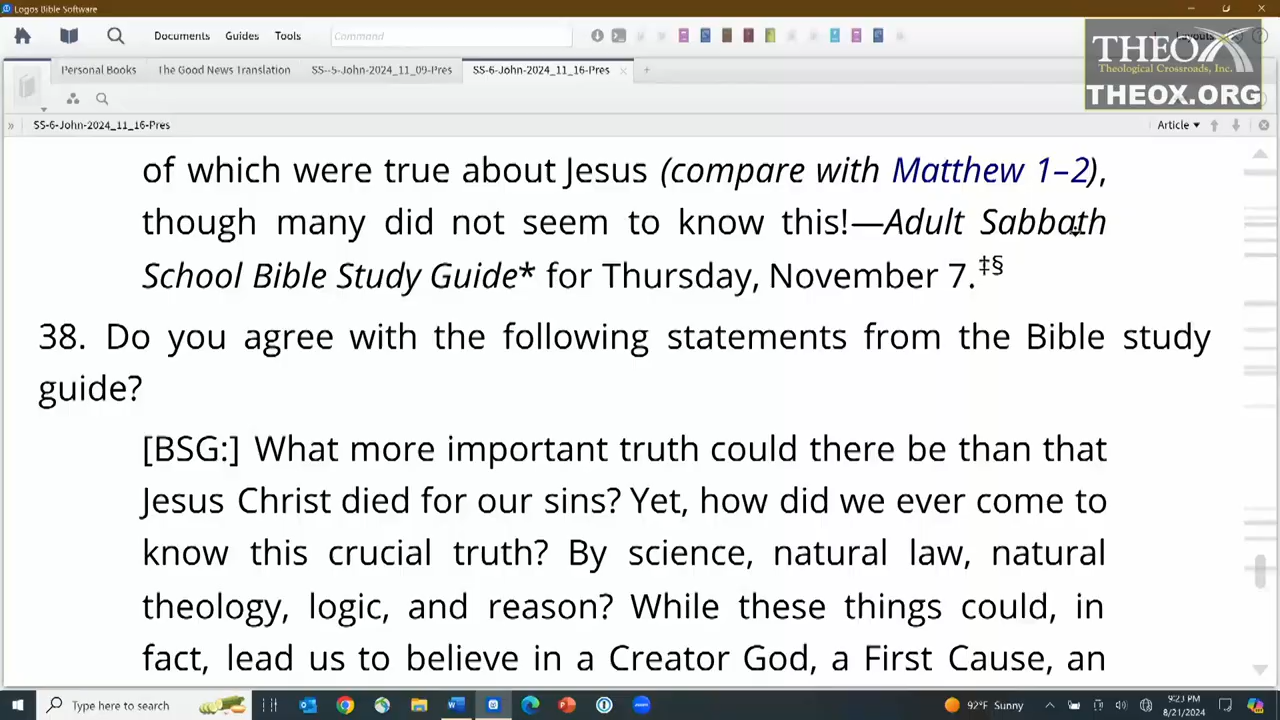 Logos Bible Software
Documents Guides Tools Command
THEOX
Theological Crossroads, Inc.
THEOX.ORG
Personal Books The Good News Translation SS--5-John-2024_11_09-Des SS-6-John-2024_11_16-Pres
SS-6-John-2024_11_16-Pres Article
of which were true about Jesus (compare with Matthew 1–2),
though many did not seem to know this!—Adult Sabbath
School Bible Study Guide* for Thursday, November 7.‡§
38. Do you agree with the following statements from the Bible study
guide?
[BSG:] What more important truth could there be than that
Jesus Christ died for our sins? Yet, how did we ever come to
know this crucial truth? By science, natural law, natural
theology, logic, and reason? While these things could, in
fact, lead us to believe in a Creator God, a First Cause, an
Type here to search 92°F Sunny 9:23 PM
8/21/2024